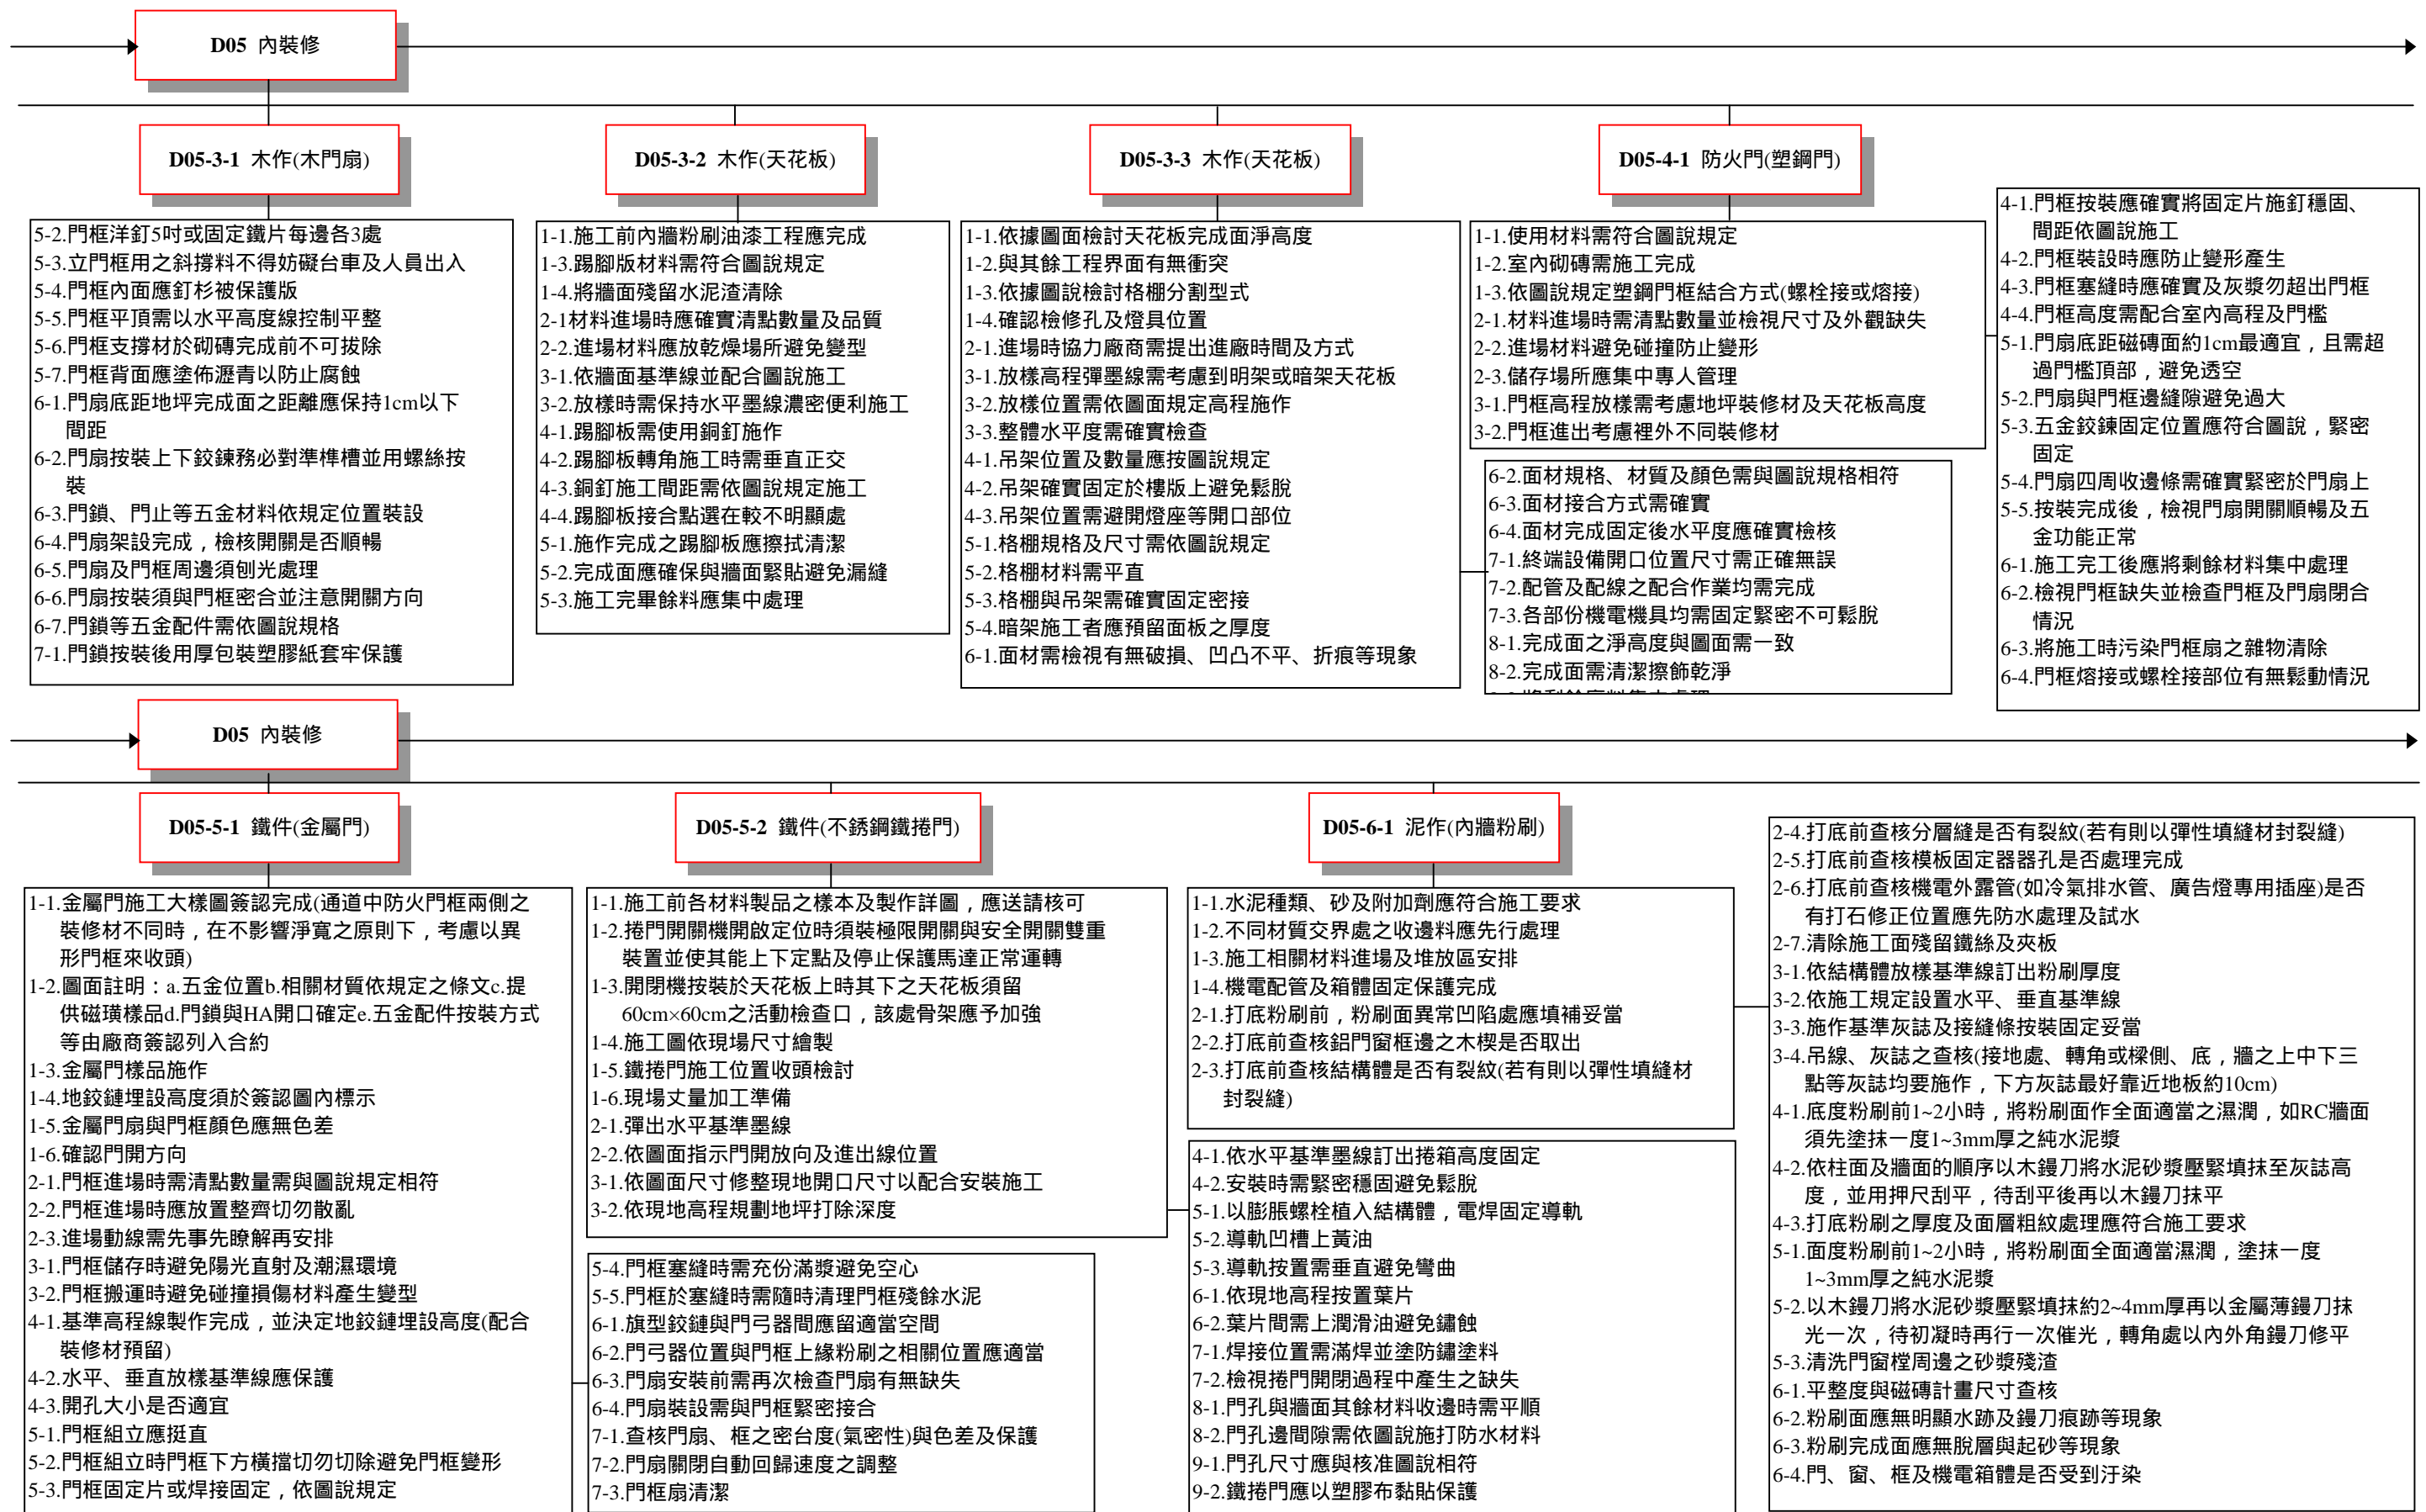 D05 內裝修
D05-3-1 木作(木門扇)
5-2.門框洋釘5吋或固定鐵片每邊各3處
5-3.立門框用之斜撐料不得妨礙台車及人員出入
5-4.門框內面應釘杉被保護版
5-5.門框平頂需以水平高度線控制平整
5-6.門框支撐材於砌磚完成前不可拔除
5-7.門框背面應塗佈瀝青以防止腐蝕
6-1.門扇底距地坪完成面之距離應保持1cm以下
間距
6-2.門扇按裝上下鉸鍊務必對準榫槽並用螺絲按
裝
6-3.門鎖、門止等五金材料依規定位置裝設
6-4.門扇架設完成，檢核開關是否順暢
6-5.門扇及門框周邊須刨光處理
6-6.門扇按裝須與門框密合並注意開關方向
6-7.門鎖等五金配件需依圖說規格
7-1.門鎖按裝後用厚包裝塑膠紙套牢保護
D05-3-2 木作(天花板)
1-1.施工前內牆粉刷油漆工程應完成
1-3.踢腳版材料需符合圖說規定
1-4.將牆面殘留水泥渣清除
2-1材料進場時應確實清點數量及品質
2-2.進場材料應放乾燥場所避免變型
3-1.依牆面基準線並配合圖說施工
3-2.放樣時需保持水平墨線濃密便利施工
4-1.踢腳板需使用銅釘施作
4-2.踢腳板轉角施工時需垂直正交
4-3.銅釘施工間距需依圖說規定施工
4-4.踢腳板接合點選在較不明顯處
5-1.施作完成之踢腳板應擦拭清潔
5-2.完成面應確保與牆面緊貼避免漏縫
5-3.施工完畢餘料應集中處理
D05-3-3 木作(天花板)
1-1.依據圖面檢討天花板完成面淨高度
1-2.與其餘工程界面有無衝突
1-3.依據圖說檢討格柵分割型式
1-4.確認檢修孔及燈具位置
2-1.進場時協力廠商需提出進廠時間及方式
3-1.放樣高程彈墨線需考慮到明架或暗架天花板
3-2.放樣位置需依圖面規定高程施作
3-3.整體水平度需確實檢查
4-1.吊架位置及數量應按圖說規定
4-2.吊架確實固定於樓版上避免鬆脫
4-3.吊架位置需避開燈座等開口部位
5-1.格柵規格及尺寸需依圖說規定
5-2.格柵材料需平直
5-3.格柵與吊架需確實固定密接
5-4.暗架施工者應預留面板之厚度
6-1.面材需檢視有無破損、凹凸不平、折痕等現象
6-2.面材規格、材質及顏色需與圖說規格相符
6-3.面材接合方式需確實
6-4.面材完成固定後水平度應確實檢核
7-1.終端設備開口位置尺寸需正確無誤
7-2.配管及配線之配合作業均需完成
7-3.各部份機電機具均需固定緊密不可鬆脫
8-1.完成面之淨高度與圖面需一致
8-2.完成面需清潔擦飾乾淨
D05-4-1 防火門(塑鋼門)
1-1.使用材料需符合圖說規定
1-2.室內砌磚需施工完成
1-3.依圖說規定塑鋼門框結合方式(螺栓接或熔接)
2-1.材料進場時需清點數量並檢視尺寸及外觀缺失
2-2.進場材料避免碰撞防止變形
2-3.儲存場所應集中專人管理
3-1.門框高程放樣需考慮地坪裝修材及天花板高度
3-2.門框進出考慮裡外不同裝修材
4-1.門框按裝應確實將固定片施釘穩固、
間距依圖說施工
4-2.門框裝設時應防止變形產生
4-3.門框塞縫時應確實及灰漿勿超出門框
4-4.門框高度需配合室內高程及門檻
5-1.門扇底距磁磚面約1cm最適宜，且需超
過門檻頂部，避免透空
5-2.門扇與門框邊縫隙避免過大
5-3.五金鉸鍊固定位置應符合圖說，緊密
固定
5-4.門扇四周收邊條需確實緊密於門扇上
5-5.按裝完成後，檢視門扇開關順暢及五
金功能正常
6-1.施工完工後應將剩餘材料集中處理
6-2.檢視門框缺失並檢查門框及門扇閉合
情況
6-3.將施工時污染門框扇之雜物清除
6-4.門框熔接或螺栓接部位有無鬆動情況
D05 內裝修
D05-5-1 鐵件(金屬門)
1-1.金屬門施工大樣圖簽認完成(通道中防火門框兩側之
裝修材不同時，在不影響淨寬之原則下，考慮以異
形門框來收頭)
1-2.圖面註明：a.五金位置b.相關材質依規定之條文c.提
供磁璜樣品d.門鎖與HA開口確定e.五金配件按裝方式
等由廠商簽認列入合約
1-3.金屬門樣品施作
1-4.地鉸鏈埋設高度須於簽認圖內標示
1-5.金屬門扇與門框顏色應無色差
1-6.確認門開方向
2-1.門框進場時需清點數量需與圖說規定相符
2-2.門框進場時應放置整齊切勿散亂
2-3.進場動線需先事先瞭解再安排
3-1.門框儲存時避免陽光直射及潮濕環境
3-2.門框搬運時避免碰撞損傷材料產生變型
4-1.基準高程線製作完成，並決定地鉸鏈埋設高度(配合
裝修材預留)
4-2.水平、垂直放樣基準線應保護
4-3.開孔大小是否適宜
5-1.門框組立應挺直
5-2.門框組立時門框下方橫擋切勿切除避免門框變形
5-3.門框固定片或焊接固定，依圖說規定
5-4.門框塞縫時需充份滿漿避免空心
5-5.門框於塞縫時需隨時清理門框殘餘水泥
6-1.旗型鉸鏈與門弓器間應留適當空間
6-2.門弓器位置與門框上緣粉刷之相關位置應適當
6-3.門扇安裝前需再次檢查門扇有無缺失
6-4.門扇裝設需與門框緊密接合
7-1.查核門扇、框之密台度(氣密性)與色差及保護
7-2.門扇關閉自動回歸速度之調整
7-3.門框扇清潔
D05-5-2 鐵件(不銹鋼鐵捲門)
1-1.施工前各材料製品之樣本及製作詳圖，應送請核可
1-2.捲門開關機開啟定位時須裝極限開關與安全開關雙重
裝置並使其能上下定點及停止保護馬達正常運轉
1-3.開閉機按裝於天花板上時其下之天花板須留
60cm×60cm之活動檢查口，該處骨架應予加強
1-4.施工圖依現場尺寸繪製
1-5.鐵捲門施工位置收頭檢討
1-6.現場丈量加工準備
2-1.彈出水平基準墨線
2-2.依圖面指示門開放向及進出線位置
3-1.依圖面尺寸修整現地開口尺寸以配合安裝施工
3-2.依現地高程規劃地坪打除深度
4-1.依水平基準墨線訂出捲箱高度固定
4-2.安裝時需緊密穩固避免鬆脫
5-1.以膨脹螺栓植入結構體，電焊固定導軌
5-2.導軌凹槽上黃油
5-3.導軌按置需垂直避免彎曲
6-1.依現地高程按置葉片
6-2.葉片間需上潤滑油避免鏽蝕
7-1.焊接位置需滿焊並塗防鏽塗料
7-2.檢視捲門開閉過程中產生之缺失
8-1.門孔與牆面其餘材料收邊時需平順
8-2.門孔邊間隙需依圖說施打防水材料
9-1.門孔尺寸應與核准圖說相符
9-2.鐵捲門應以塑膠布黏貼保護
D05-6-1 泥作(內牆粉刷)
1-1.水泥種類、砂及附加劑應符合施工要求
1-2.不同材質交界處之收邊料應先行處理
1-3.施工相關材料進場及堆放區安排
1-4.機電配管及箱體固定保護完成
2-1.打底粉刷前，粉刷面異常凹陷處應填補妥當
2-2.打底前查核鋁門窗框邊之木楔是否取出
2-3.打底前查核結構體是否有裂紋(若有則以彈性填縫材
封裂縫)
2-4.打底前查核分層縫是否有裂紋(若有則以彈性填縫材封裂縫)
2-5.打底前查核模板固定器器孔是否處理完成
2-6.打底前查核機電外露管(如冷氣排水管、廣告燈專用插座)是否
有打石修正位置應先防水處理及試水
2-7.清除施工面殘留鐵絲及夾板
3-1.依結構體放樣基準線訂出粉刷厚度
3-2.依施工規定設置水平、垂直基準線
3-3.施作基準灰誌及接縫條按裝固定妥當
3-4.吊線、灰誌之查核(接地處、轉角或樑側、底，牆之上中下三
點等灰誌均要施作，下方灰誌最好靠近地板約10cm)
4-1.底度粉刷前1~2小時，將粉刷面作全面適當之濕潤，如RC牆面
須先塗抹一度1~3mm厚之純水泥漿
4-2.依柱面及牆面的順序以木鏝刀將水泥砂漿壓緊填抹至灰誌高
度，並用押尺刮平，待刮平後再以木鏝刀抹平
4-3.打底粉刷之厚度及面層粗紋處理應符合施工要求
5-1.面度粉刷前1~2小時，將粉刷面全面適當濕潤，塗抹一度
1~3mm厚之純水泥漿
5-2.以木鏝刀將水泥砂漿壓緊填抹約2~4mm厚再以金屬薄鏝刀抹
光一次，待初凝時再行一次催光，轉角處以內外角鏝刀修平
5-3.清洗門窗樘周邊之砂漿殘渣
6-1.平整度與磁磚計畫尺寸查核
6-2.粉刷面應無明顯水跡及鏝刀痕跡等現象
6-3.粉刷完成面應無脫層與起砂等現象
6-4.門、窗、框及機電箱體是否受到汙染